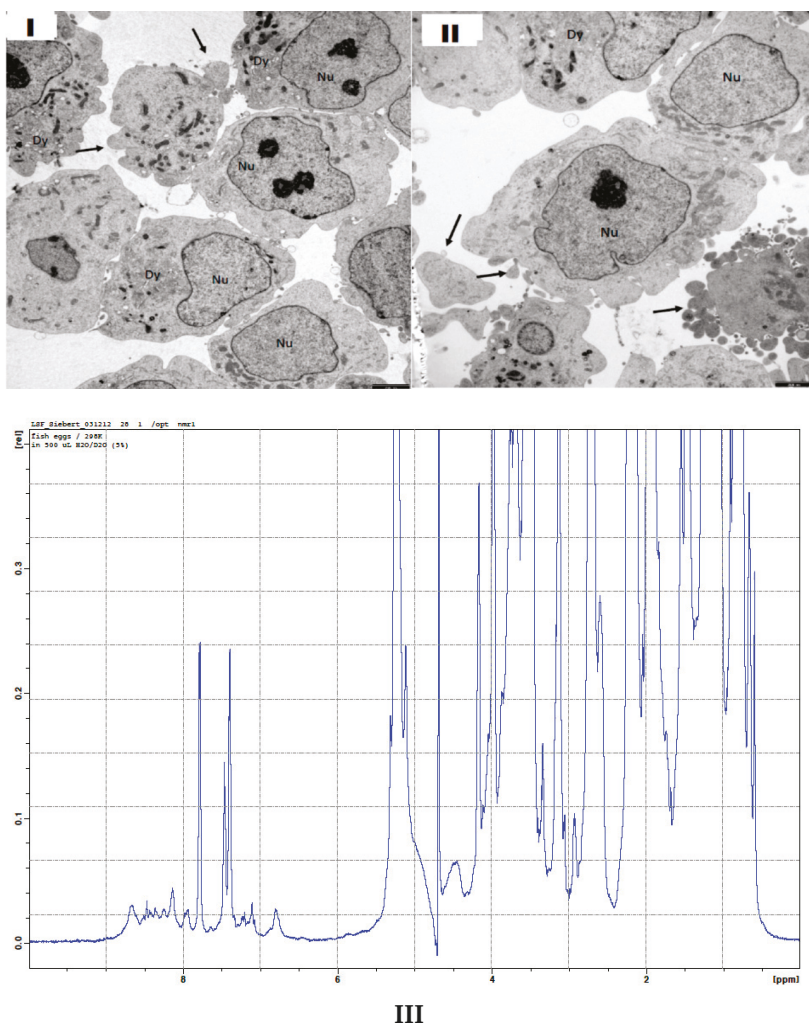 I
Dy
Nu
Dy
Nu
Dy
Nu
Nu
II
Dy
Nu
Nu
LSF_Siebert_031212 28 1 /opt nmr1
fish eggs / 298K
in 500 uL H2O/D2O (5%)
[rel]
0.3
0.2
0.1
0.0
8 6 4 2 [ppm]
III